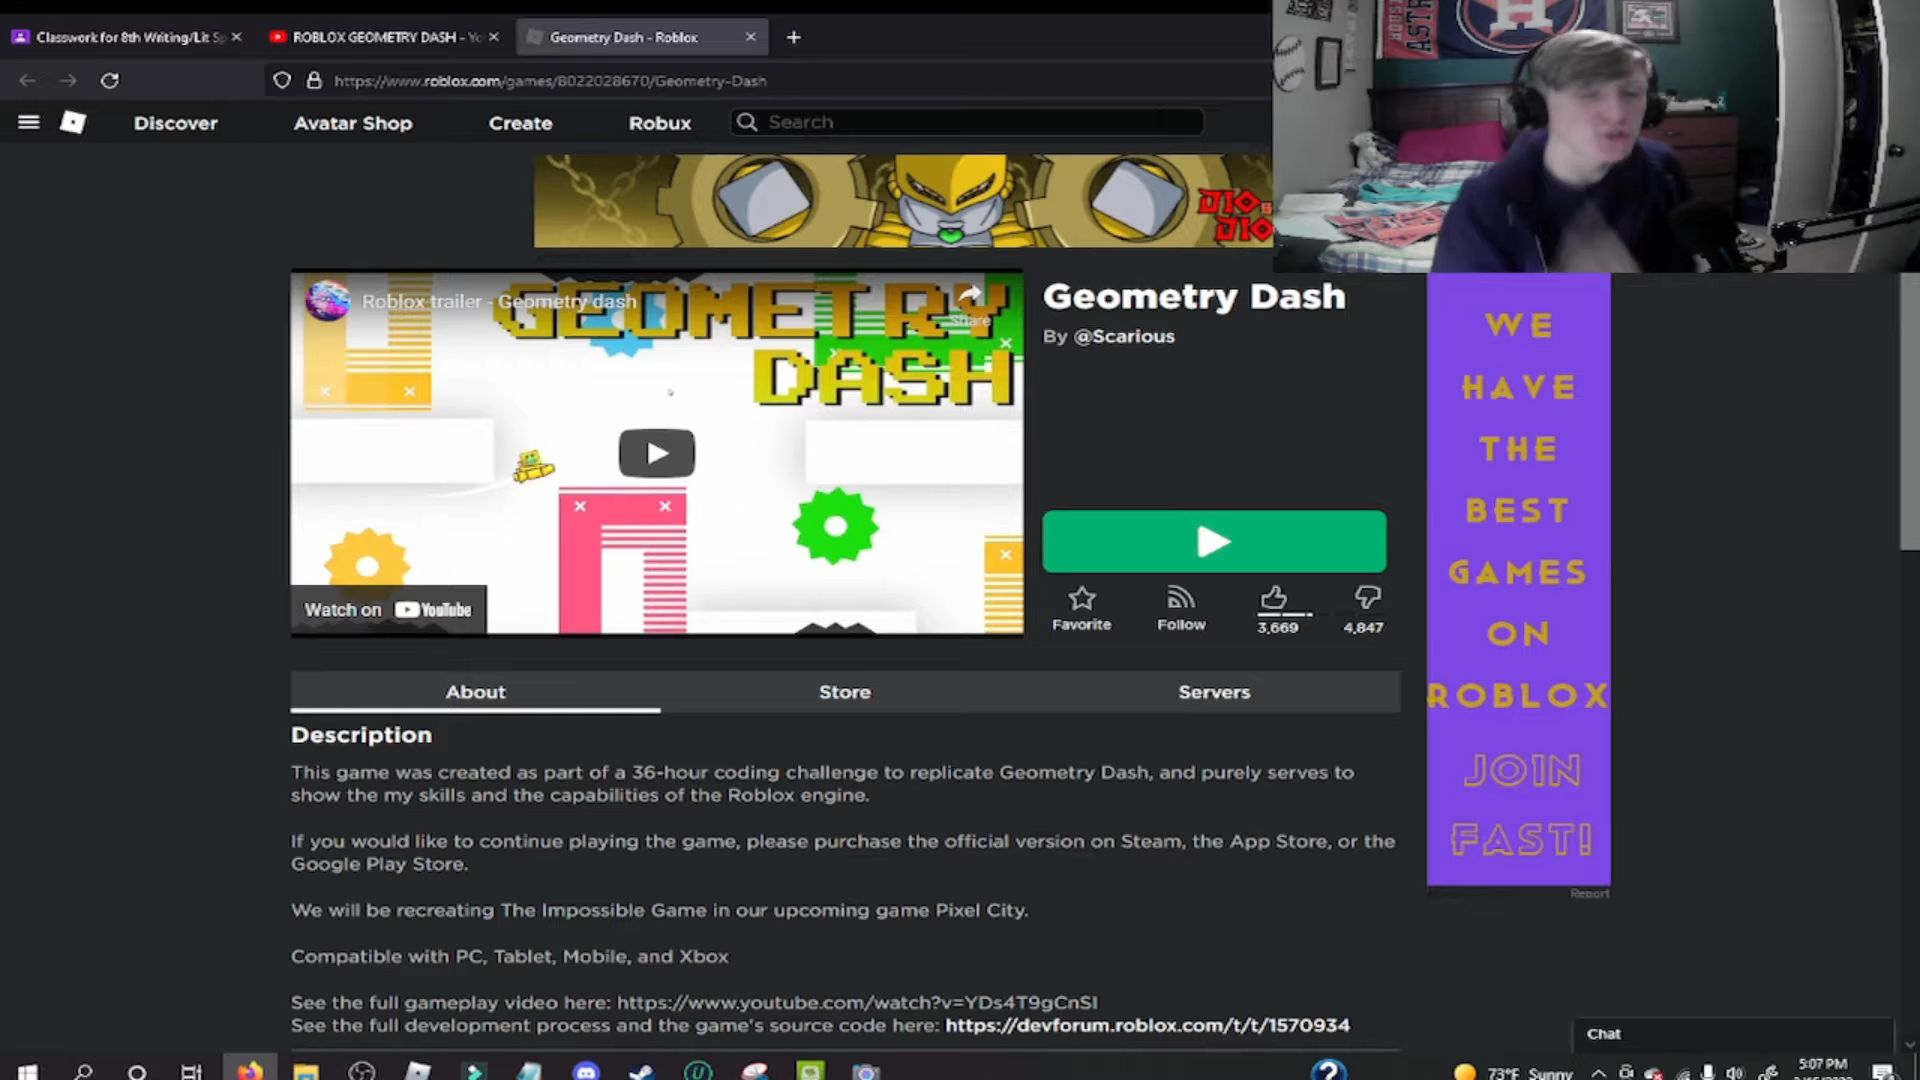 Classwork for 8th Writing/Lit Sp
ROBLOX GEOMETRY DASH - Yo
Geometry Dash - Roblox
https://www.roblox.com/games/8022028670/Geometry-Dash
Discover
Avatar Shop
Create
Robux
Search
HOUSTON
ASTR
H
DIO
DIO
Roblox trailer - Geometry dash
Share
GEOMETRY
DASH
Watch on YouTube
Geometry Dash
By @Scarious
Favorite
Follow
3,669
4,847
WE
HAVE
THE
BEST
GAMES
ON
ROBLOX
JOIN
FAST!
Report
About
Store
Servers
Description
This game was created as part of a 36-hour coding challenge to replicate Geometry Dash, and purely serves to
show the my skills and the capabilities of the Roblox engine.
If you would like to continue playing the game, please purchase the official version on Steam, the App Store, or the
Google Play Store.
We will be recreating The Impossible Game in our upcoming game Pixel City.
Compatible with PC, Tablet, Mobile, and Xbox
See the full gameplay video here: https://www.youtube.com/watch?v=YDs4T9gCnSI
See the full development process and the game's source code here: https://devforum.roblox.com/t/t/1570934
Chat
73°F Sunny
5:07 PM